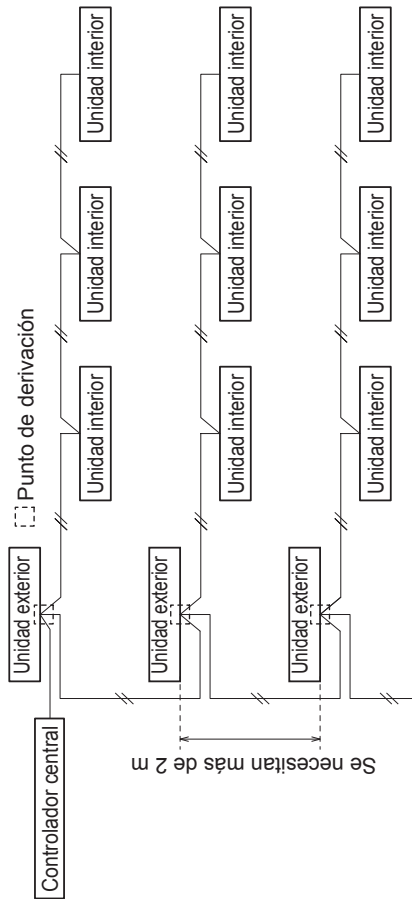 Punto de derivación
Controlador central
Unidad exterior
Unidad interior
Unidad interior
Unidad interior
Unidad exterior
Unidad interior
Unidad interior
Unidad interior
Unidad exterior
Unidad interior
Unidad interior
Unidad interior
Se necesitan más de 2 m